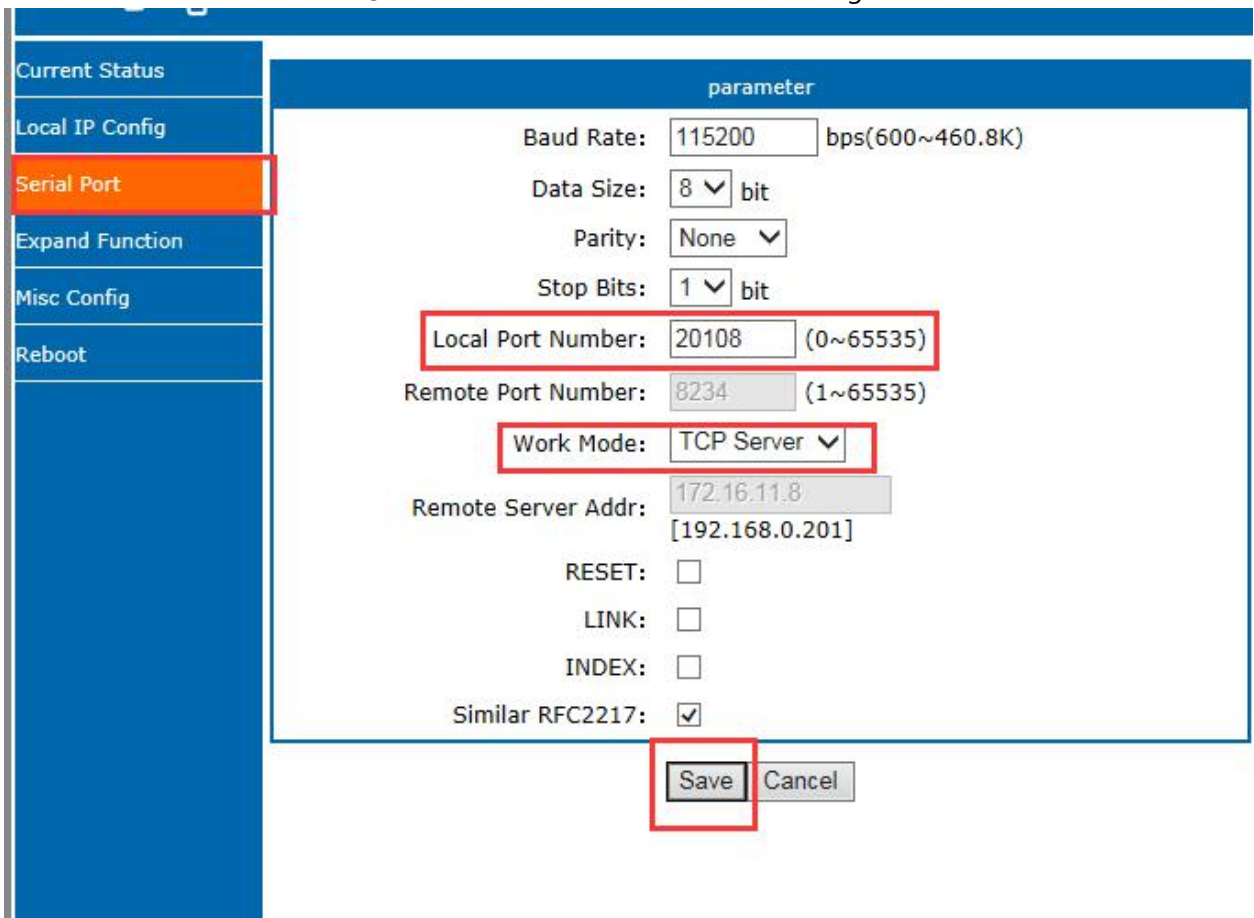 Current Status
Local IP Config
Serial Port
Expand Function
Misc Config
Reboot
parameter
Baud Rate: 115200 bps(600~460.8K)
Data Size: 8 bit
Parity: None
Stop Bits: 1 bit
Local Port Number: 20108 (0~65535)
Remote Port Number: 8234 (1~65535)
Work Mode: TCP Server
Remote Server Addr: 172.16.11.8
[192.168.0.201]
RESET:
LINK:
INDEX:
Similar RFC2217:
Save Cancel